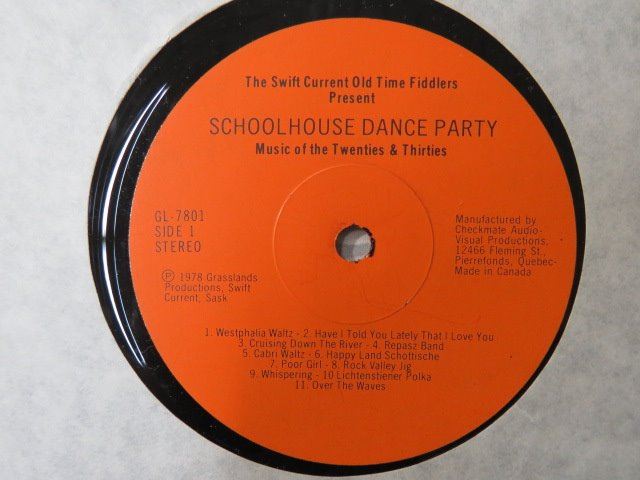 The Swift Current Old Time Fiddlers
Present
SCHOOLHOUSE DANCE PARTY
Music of the Twenties & Thirties
GL-7801
SIDE 1
STEREO
Manufactured by
Checkmate Audio-
Visual Productions,
12466 Fleming St.,
Pierrefonds, Quebec-
Made in Canada
℗ 1978 Grasslands
Productions, Swift
Current, Sask
1. Westphalia Waltz - 2. Have I Told You Lately That I Love You
3. Cruising Down The River - 4. Repasz Band
5. Cabri Waltz - 6. Happy Land Schottische
7. Poor Girl - 8. Rock Valley Jig
9. Whispering - 10 Lichtenstiener Polka
11. Over The Waves